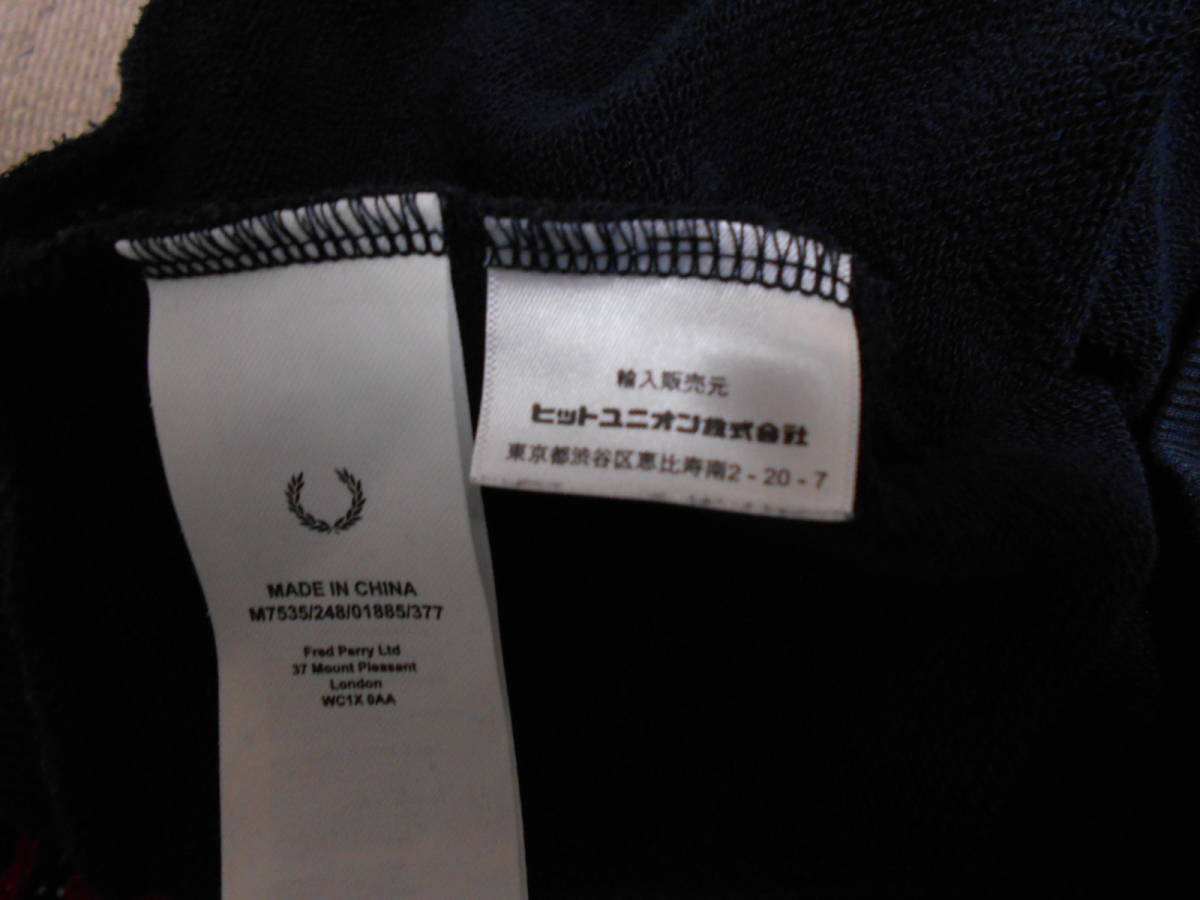 MADE IN CHINA
M7535/248/01885/377
Fred Perry Ltd
37 Mount Pleasant
London
WC1X 0AA
輸入販売元
ヒットユニオン株式会社
東京都渋谷区恵比寿南2-20-7